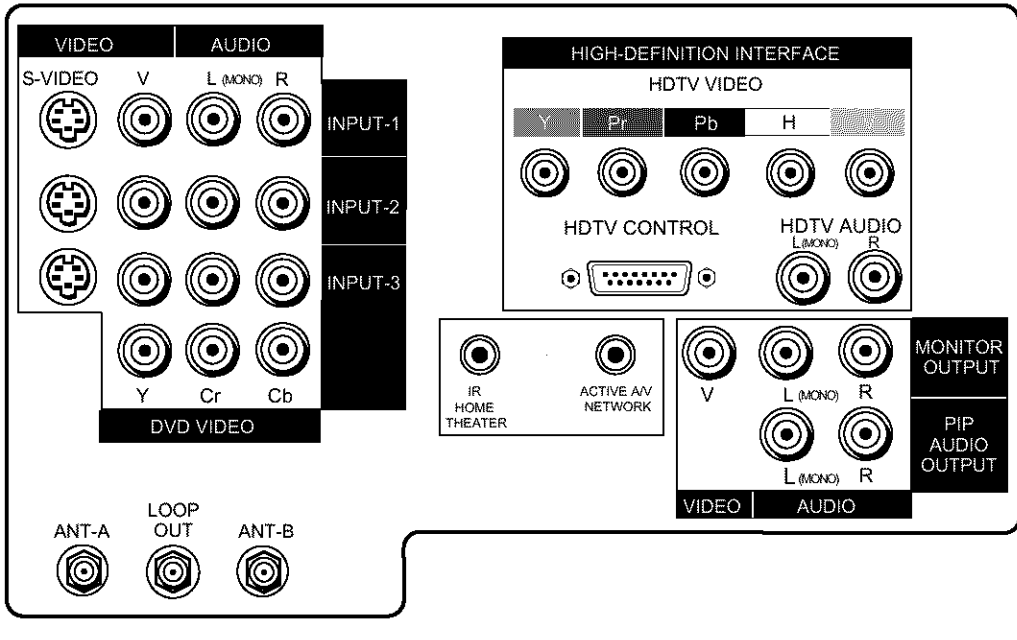 VIDEO AUDIO
S-VIDEO V L (MONO) R
INPUT-1
INPUT-2
INPUT-3
Y Cr Cb
DVD VIDEO
ANT-A LOOP OUT ANT-B
HIGH-DEFINITION INTERFACE
HDTV VIDEO
Y Pr Pb H
HDTV CONTROL
HDTV AUDIO
L (MONO) R
IR
HOME
THEATER
ACTIVE A/V
NETWORK
V L (MONO) R
MONITOR
OUTPUT
L (MONO) R
PIP
AUDIO
OUTPUT
VIDEO AUDIO